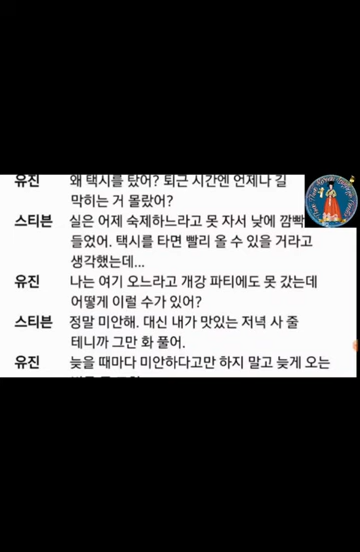 유진 왜 택시를 탔어? 퇴근 시간엔 언제나 길
막히는 거 몰랐어?
스티븐 실은 어제 숙제하느라고 못 자서 낮에 깜빡
들었어. 택시를 타면 빨리 올 수 있을 거라고
생각했는데...
유진 나는 여기 오느라고 개강 파티에도 못 갔는데
어떻게 이럴 수가 있어?
스티븐 정말 미안해. 대신 내가 맛있는 저녁 사 줄
테니까 그만 화 풀어.
유진 늦을 때마다 미안하다고만 하지 말고 늦게 오는